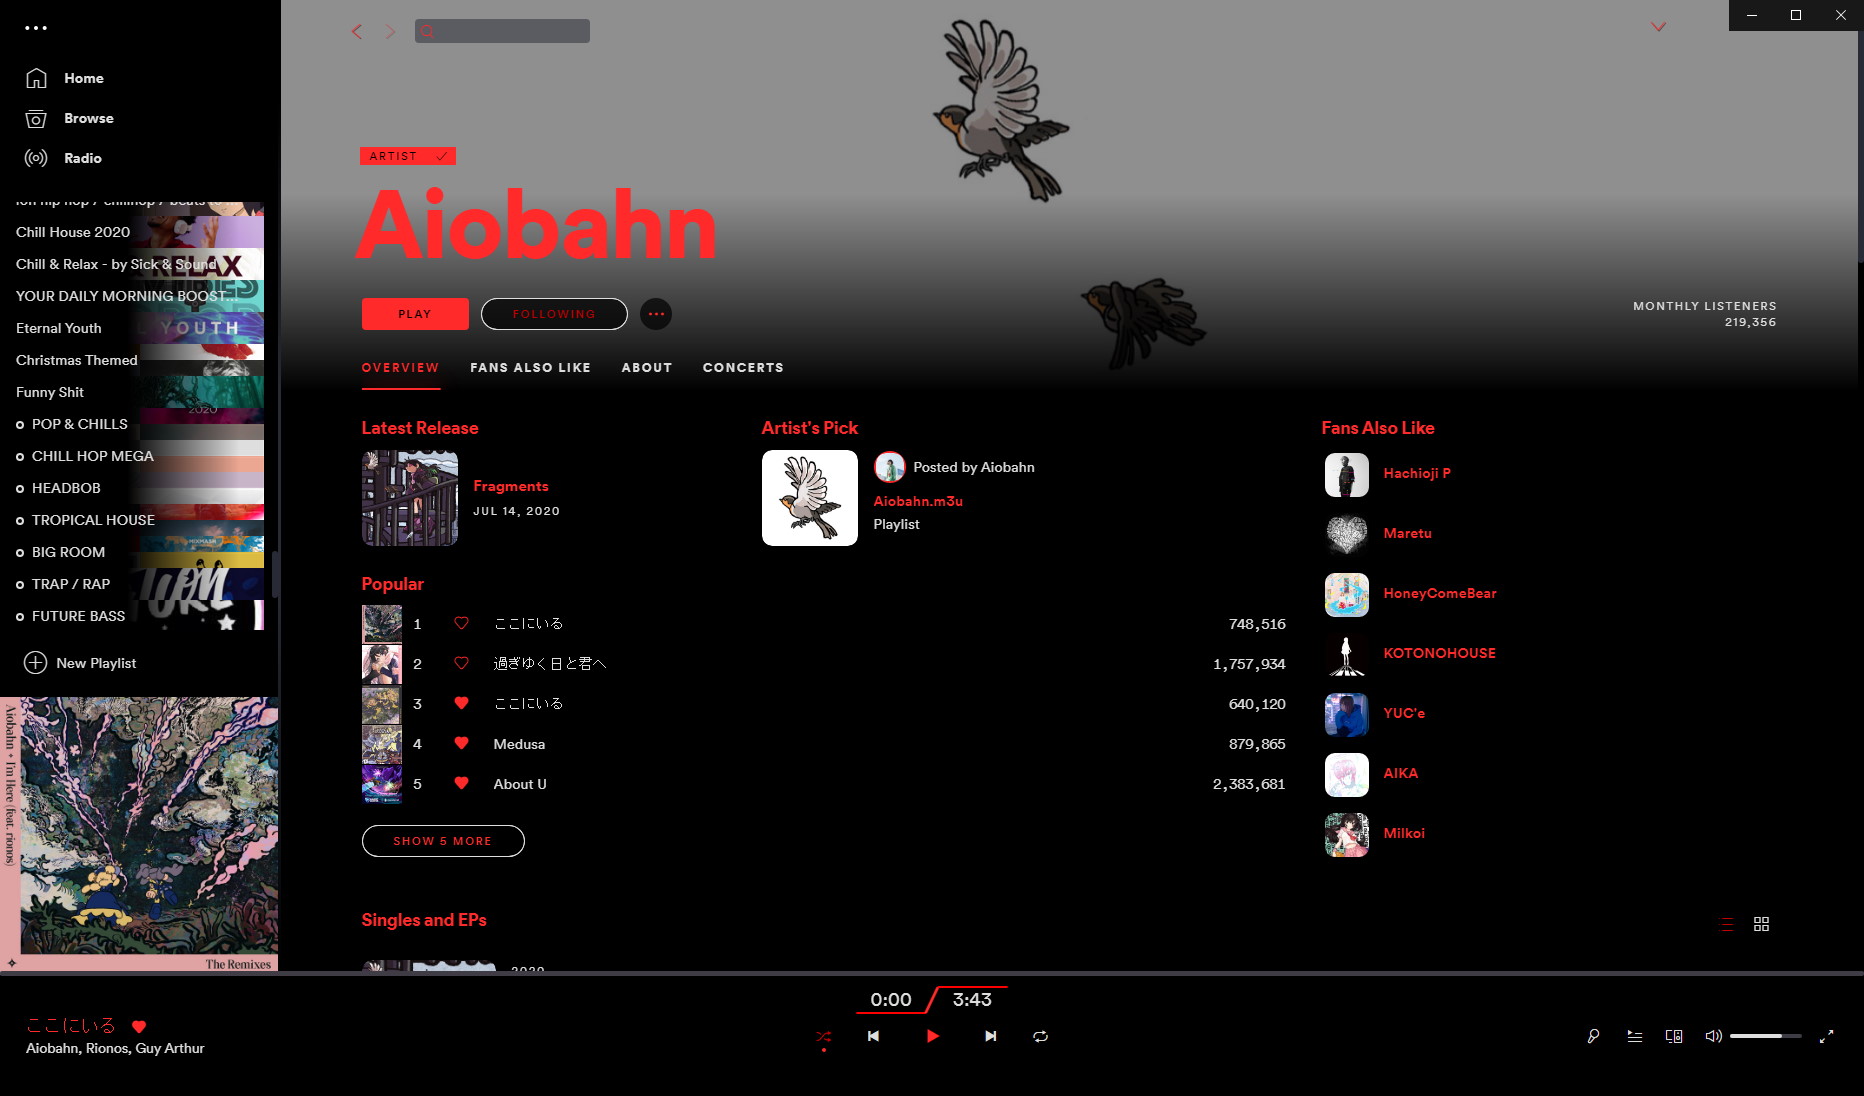 Home
Browse
Radio
Chill House 2020
Chill & Relax - by Sick & Sound
YOUR DAILY MORNING BOOST...
Eternal Youth
Christmas Themed
Funny Shit
POP & CHILLS
CHILL HOP MEGA
HEADBOB
TROPICAL HOUSE
BIG ROOM
TRAP / RAP
FUTURE BASS
RELAX
YOUTH
2020
New Playlist
Aiobahn + I'm Here (feat. rionos)
The Remixes
ARTIST
Aiobahn
PLAY
FOLLOWING
MONTHLY LISTENERS
219,356
OVERVIEW
FANS ALSO LIKE
ABOUT
CONCERTS
Latest Release
Fragments
JUL 14, 2020
Artist's Pick
Posted by Aiobahn
Aiobahn.m3u
Playlist
Popular
1 ここにいる 748,516
2 過ぎゆく日と君へ 1,757,934
3 ここにいる 640,120
4 Medusa 879,865
5 About U 2,383,681
SHOW 5 MORE
Fans Also Like
Hachioji P
Maretu
HoneyComeBear
KOTONOHOUSE
YUC'e
AIKA
Milkoi
Singles and EPs
2020
0:00
3:43
ここにいる
Aiobahn, Rionos, Guy Arthur